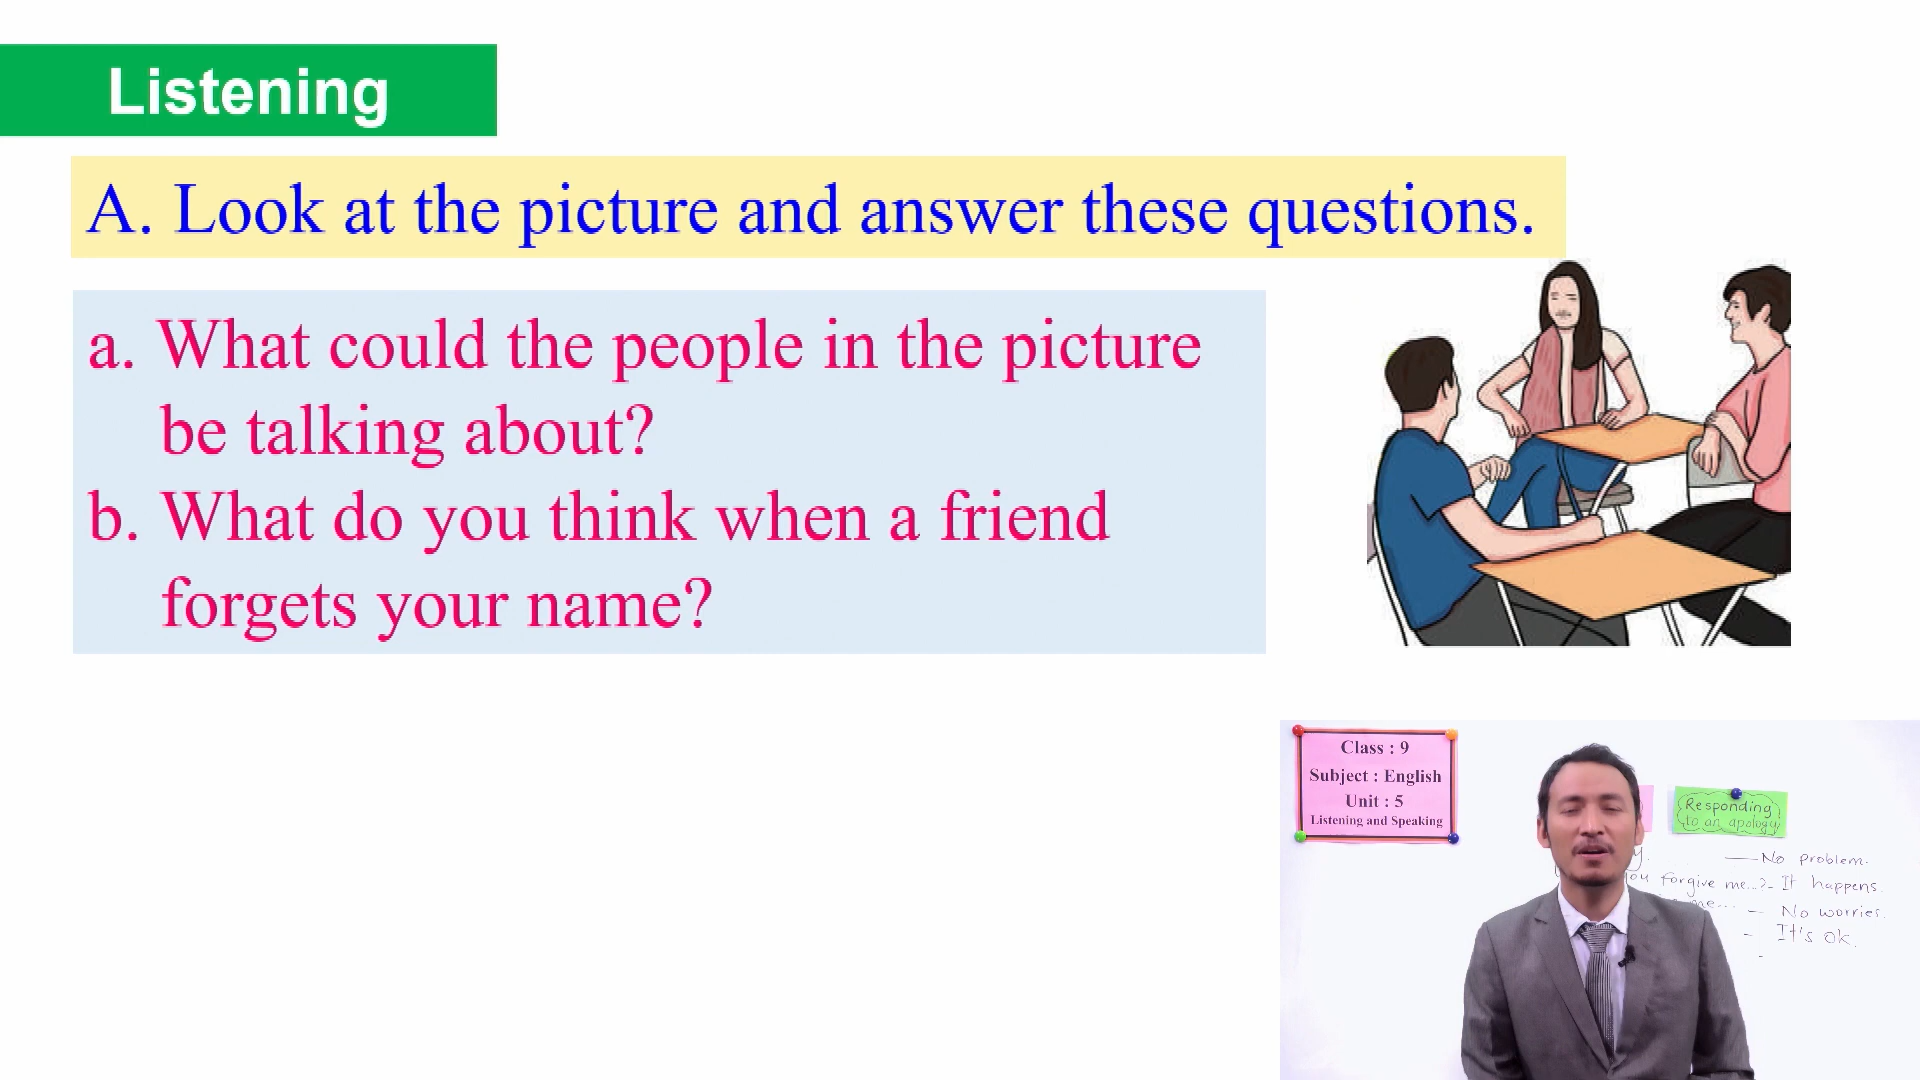 Listening
A. Look at the picture and answer these questions.
a. What could the people in the picture
be talking about?
b. What do you think when a friend
forgets your name?
Class : 9
Subject : English
Unit : 5
Listening and Speaking
Responding
to an apology
No problem.
you forgive me...?- It happens.
me... - No worries.
- It's ok.
-